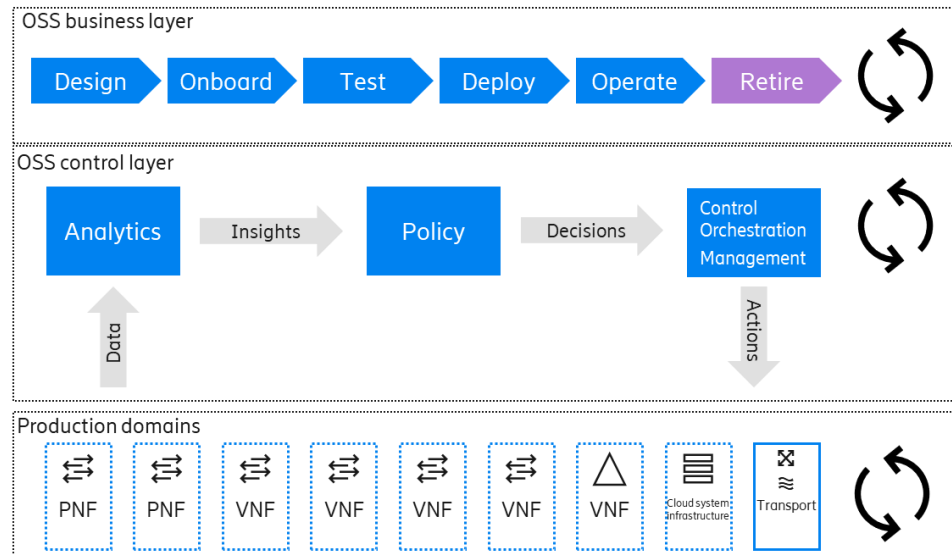 OSS business layer
Design
Onboard
Test
Deploy
Operate
Retire
OSS control layer
Analytics
Insights
Policy
Decisions
Control
Orchestration
Management
Data
Actions
Production domains
PNF
PNF
VNF
VNF
VNF
VNF
VNF
Cloud system
infrastructure
Transport